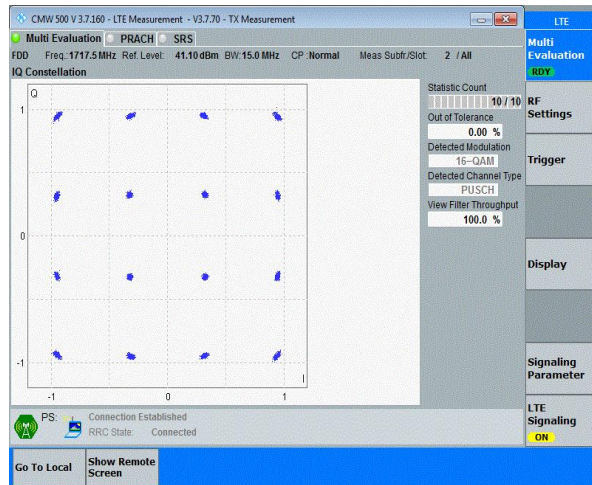 CMW 500 V 3.7.160 - LTE Measurement - V3.7.70 - TX Measurement
LTE
Multi Evaluation PRACH SRS
FDD Freq.: 1717.5 MHz Ref. Level: 41.10 dBm BW: 15.0 MHz CP :Normal Meas Subfr./Slot: 2 / All
IQ Constellation
Q
1
0
-1
-1 0 1
I
Statistic Count
10 / 10
Out of Tolerance
0.00 %
Detected Modulation
16-QAM
Detected Channel Type
PUSCH
View Filter Throughput
100.0 %
Multi
Evaluation
RDY
RF
Settings
Trigger
Display
Signaling
Parameter
LTE
Signaling
ON
PS: Connection Established
RRC State: Connected
Go To Local
Show Remote
Screen